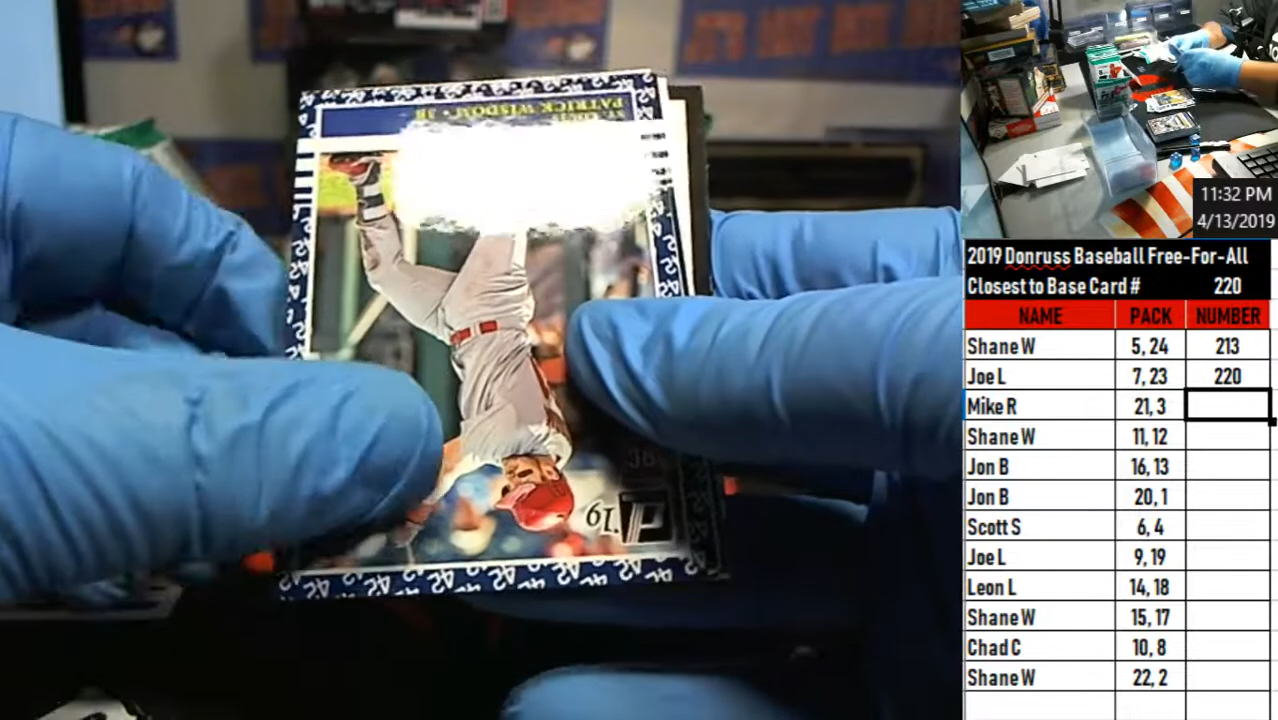 PATRICK WISDOM • 3B
'19
11:32 PM
4/13/2019
2019 Donruss Baseball Free-For-All
Closest to Base Card # 220
NAME PACK NUMBER
Shane W 5, 24 213
Joe L 7, 23 220
Mike R 21, 3
Shane W 11, 12
Jon B 16, 13
Jon B 20, 1
Scott S 6, 4
Joe L 9, 19
Leon L 14, 18
Shane W 15, 17
Chad C 10, 8
Shane W 22, 2